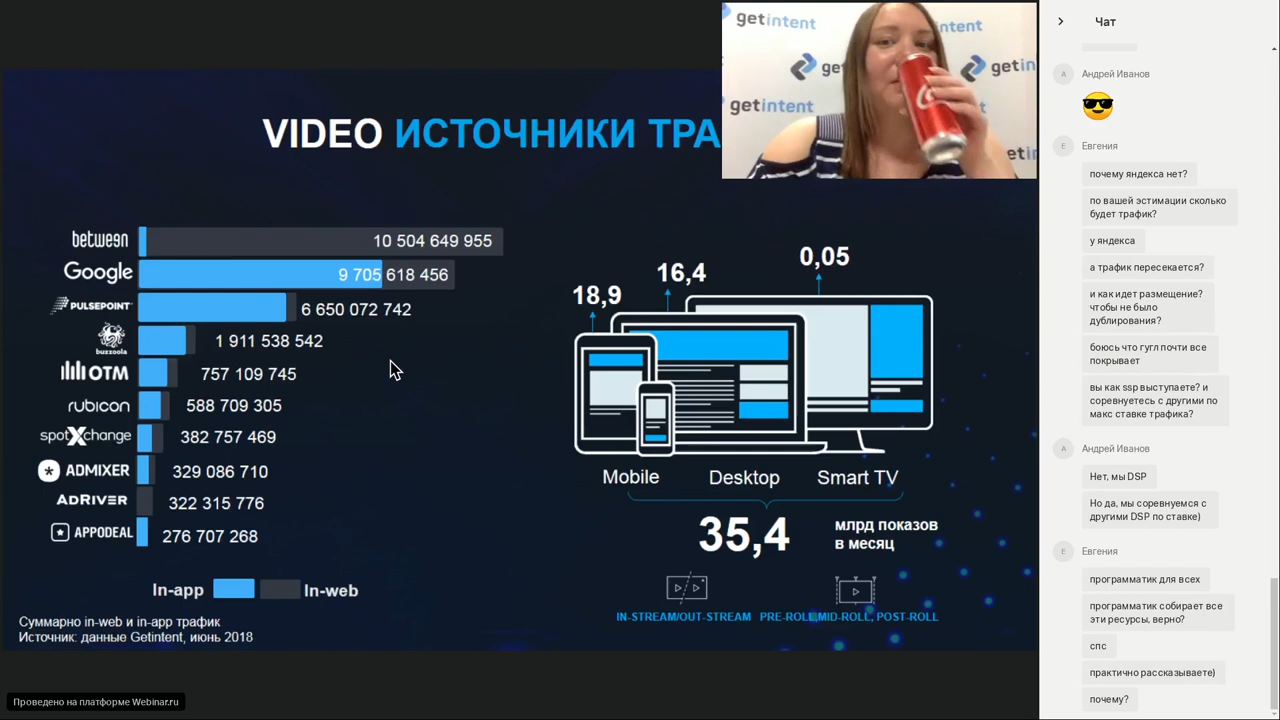 getintent
intent
ge
getin
getintent
int
VIDEO ИСТОЧНИКИ ТРА
between
10 504 649 955
Google
9 705 618 456
PULSEPOINT
6 650 072 742
buzzoola
1 911 538 542
OTM
757 109 745
rubicon
588 709 305
spotXchange
382 757 469
ADMIXER
329 086 710
ADRIVER
322 315 776
APPODEAL
276 707 268
In-app
In-web
Суммарно in-web и in-app трафик
Источник: данные Getintent, июнь 2018
18,9
16,4
0,05
Mobile
Desktop
Smart TV
35,4
млрд показов
в месяц
IN-STREAM/OUT-STREAM
PRE-ROLL,MID-ROLL, POST-ROLL
Проведено на платформе Webinar.ru
Чат
А
Андрей Иванов
Е
Евгения
почему яндекса нет?
по вашей эстимации сколько
будет трафик?
у яндекса
а трафик пересекается?
и как идет размещение?
чтобы не было
дублирования?
боюсь что гугл почти все
покрывает
вы как ssp выступаете? и
соревнуетесь с другими по
макс ставке трафика?
А
Андрей Иванов
Нет, мы DSP
Но да, мы соревнуемся с
другими DSP по ставке)
Е
Евгения
программатик для всех
программатик собирает все
эти ресурсы, верно?
спс
практично рассказываете)
почему?